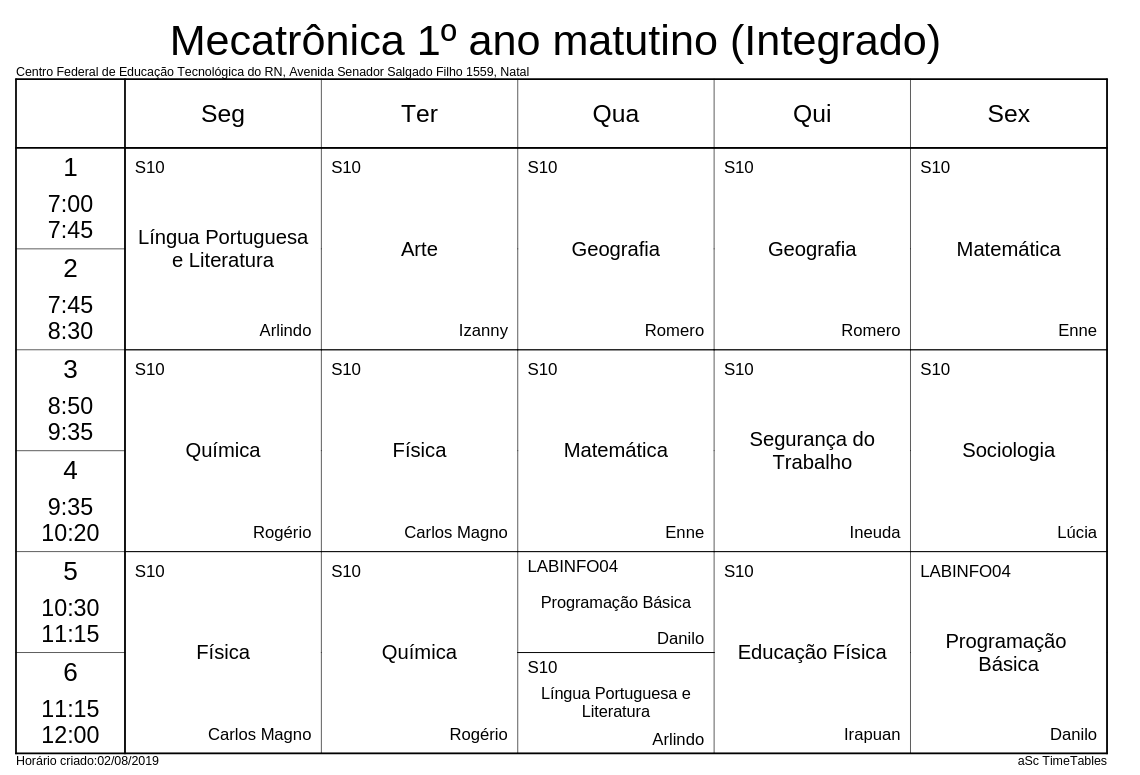 Mecatrônica 1º ano matutino (Integrado)
Centro Federal de Educação Tecnológica do RN, Avenida Senador Salgado Filho 1559, Natal
Seg
Ter
Qua
Qui
Sex
1
7:00
7:45
2
7:45
8:30
S10
Língua Portuguesa
e Literatura
Arlindo
S10
Arte
Izanny
S10
Geografia
Romero
S10
Geografia
Romero
S10
Matemática
Enne
3
8:50
9:35
4
9:35
10:20
S10
Química
Rogério
S10
Física
Carlos Magno
S10
Matemática
Enne
S10
Segurança do
Trabalho
Ineuda
S10
Sociologia
Lúcia
5
10:30
11:15
6
11:15
12:00
S10
Física
Carlos Magno
S10
Química
Rogério
LABINFO04
Programação Básica
Danilo
S10
Língua Portuguesa e
Literatura
Arlindo
S10
Educação Física
Irapuan
LABINFO04
Programação
Básica
Danilo
Horário criado:02/08/2019
aSc TimeTables